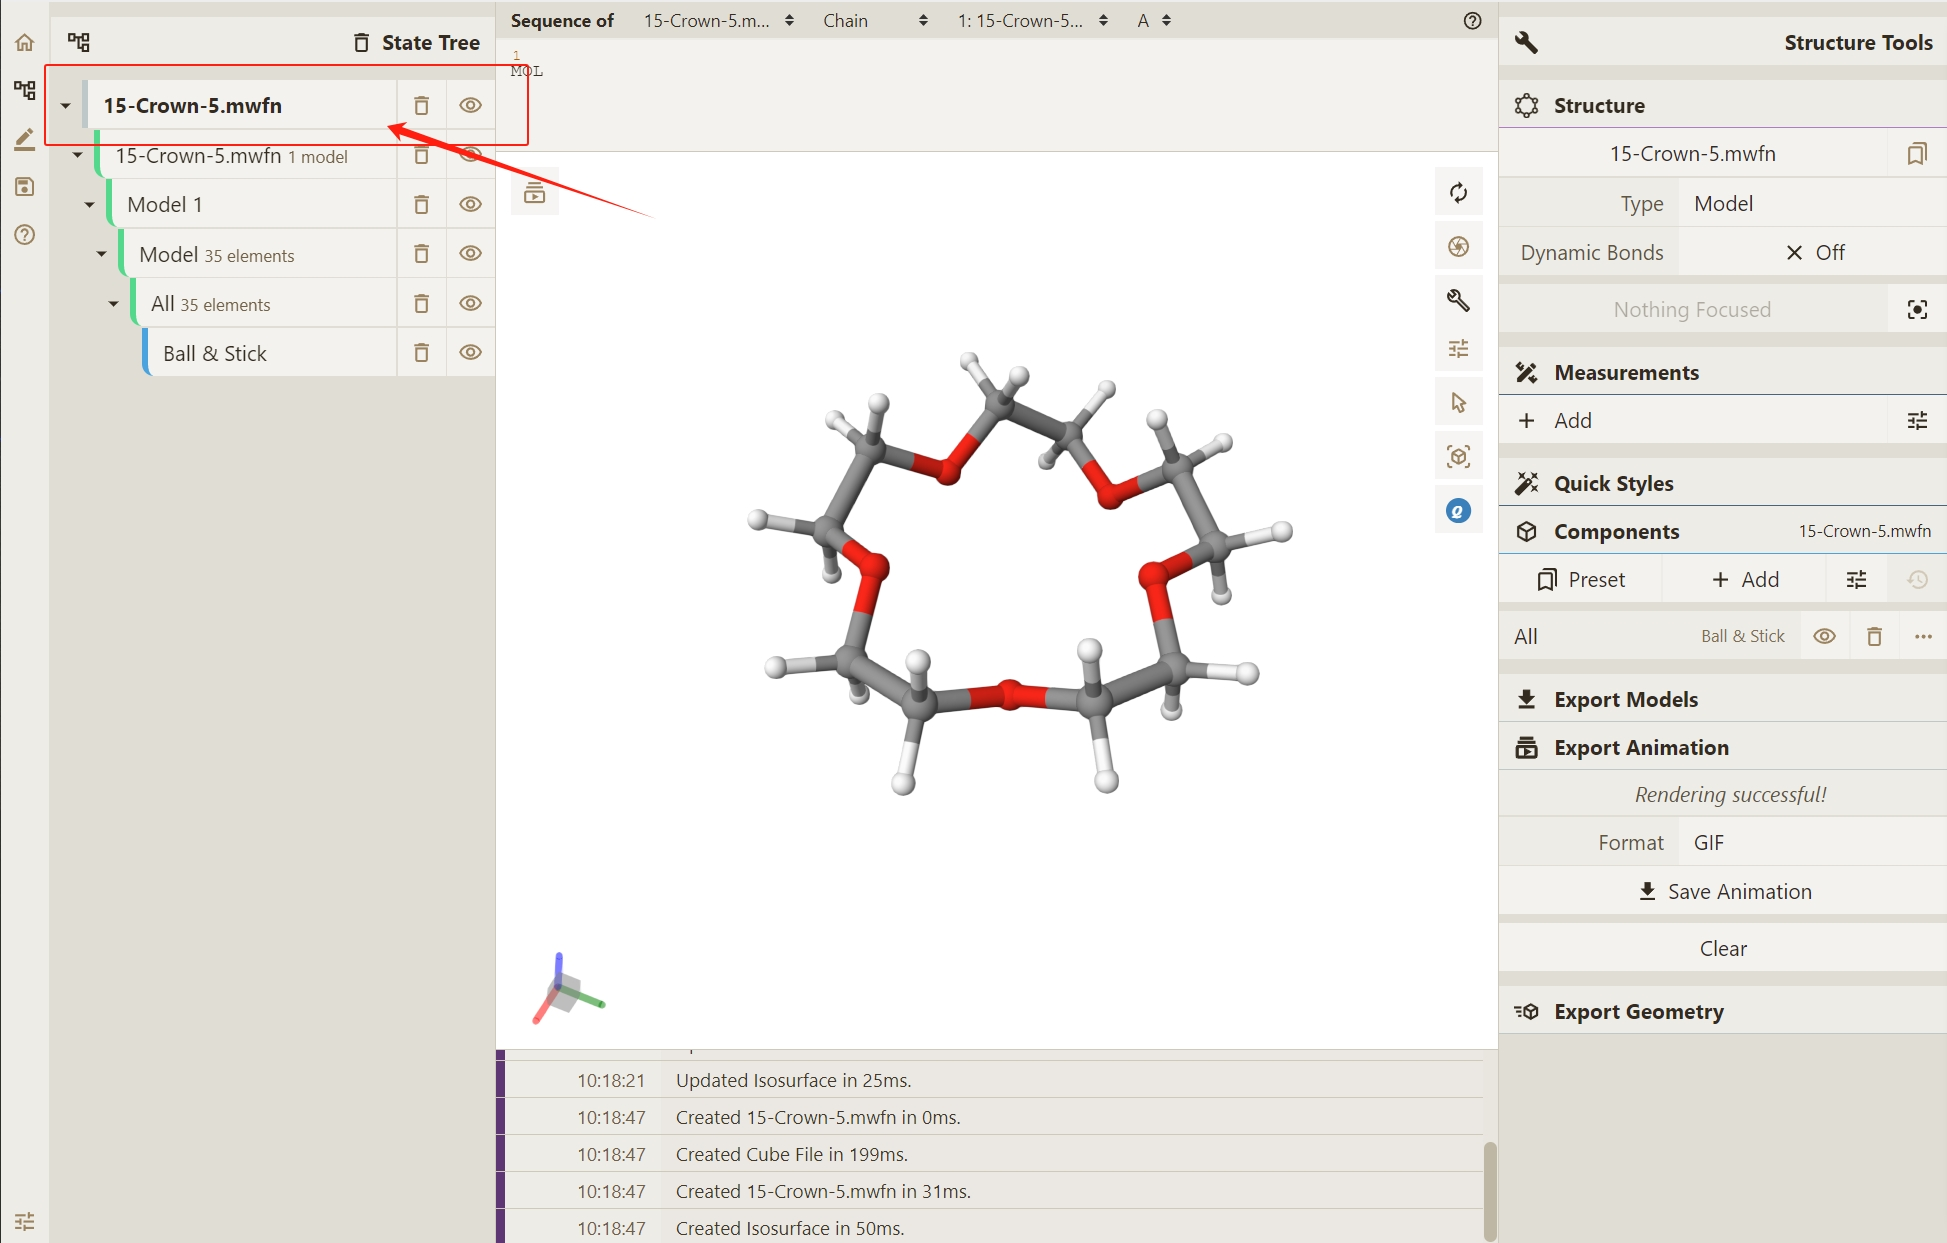 State Tree
15-Crown-5.mwfn
15-Crown-5.mwfn 1 model
Model 1
Model 35 elements
All 35 elements
Ball & Stick
Sequence of 15-Crown-5.m... Chain 1: 15-Crown-5... A
1
MOL
10:18:21 Updated Isosurface in 25ms.
10:18:47 Created 15-Crown-5.mwfn in 0ms.
10:18:47 Created Cube File in 199ms.
10:18:47 Created 15-Crown-5.mwfn in 31ms.
10:18:47 Created Isosurface in 50ms.
Structure Tools
Structure
15-Crown-5.mwfn
Type Model
Dynamic Bonds Off
Nothing Focused
Measurements
Add
Quick Styles
Components 15-Crown-5.mwfn
Preset Add
All Ball & Stick
Export Models
Export Animation
Rendering successful!
Format GIF
Save Animation
Clear
Export Geometry